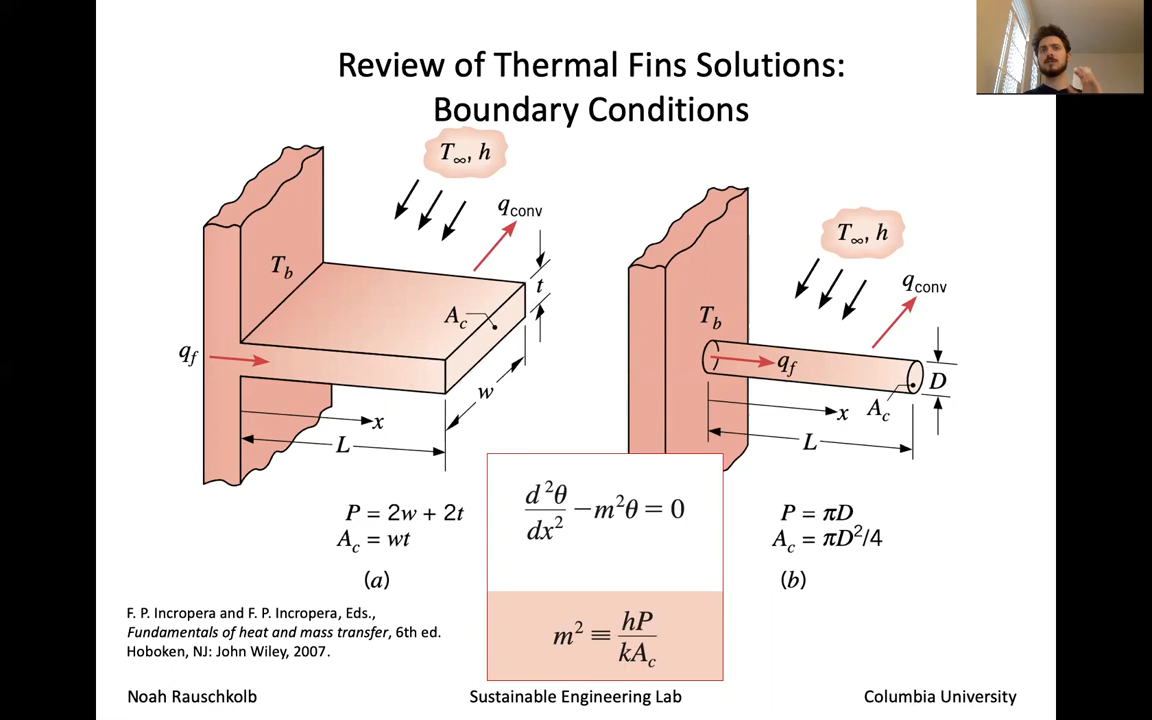 Review of Thermal Fins Solutions:
Boundary Conditions
T∞, h
qconv
Tb
t
Ac
qf
w
x
L
P = 2w + 2t
Ac = wt
(a)
T∞, h
qconv
Tb
qf
D
x
Ac
L
P = πD
Ac = πD²/4
(b)
d²θ/dx² − m²θ = 0
m² ≡ hP/kAc
F. P. Incropera and F. P. Incropera, Eds.,
Fundamentals of heat and mass transfer, 6th ed.
Hoboken, NJ: John Wiley, 2007.
Noah Rauschkolb
Sustainable Engineering Lab
Columbia University